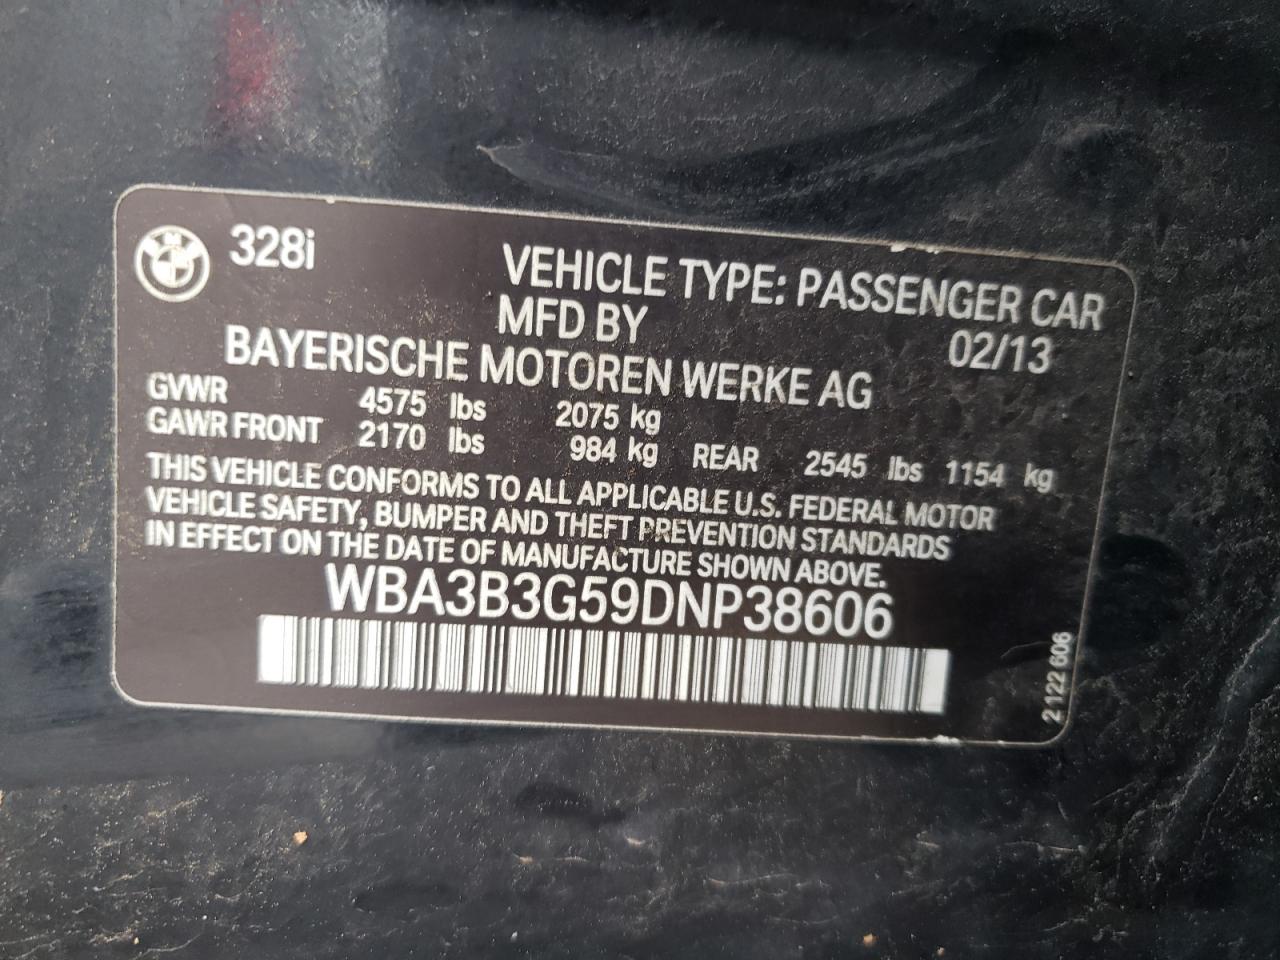 328i
VEHICLE TYPE: PASSENGER CAR
MFD BY 02/13
BAYERISCHE MOTOREN WERKE AG
GVWR 4575 lbs 2075 kg
GAWR FRONT 2170 lbs 984 kg REAR 2545 lbs 1154 kg
THIS VEHICLE CONFORMS TO ALL APPLICABLE U.S. FEDERAL MOTOR
VEHICLE SAFETY, BUMPER AND THEFT PREVENTION STANDARDS
IN EFFECT ON THE DATE OF MANUFACTURE SHOWN ABOVE.
WBA3B3G59DNP38606
2 122 606